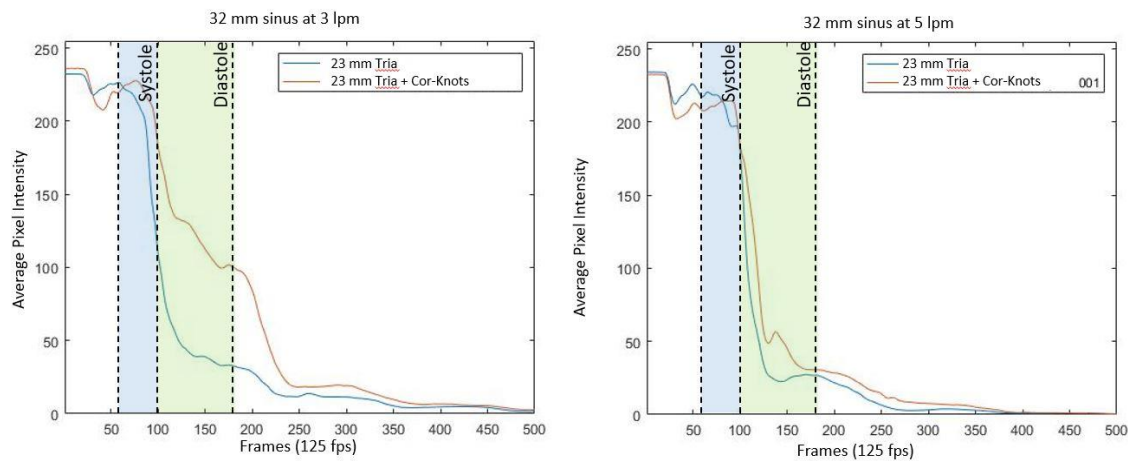 32 mm sinus at 3 lpm
250
200
150
100
50
0
Average Pixel Intensity
Systole
Diastole
23 mm Tria
23 mm Tria + Cor-Knots
50 100 150 200 250 300 350 400 450 500
Frames (125 fps)
32 mm sinus at 5 lpm
250
200
150
100
50
0
Average Pixel Intensity
Systole
Diastole
23 mm Tria
23 mm Tria + Cor-Knots 001
50 100 150 200 250 300 350 400 450 500
Frames (125 fps)